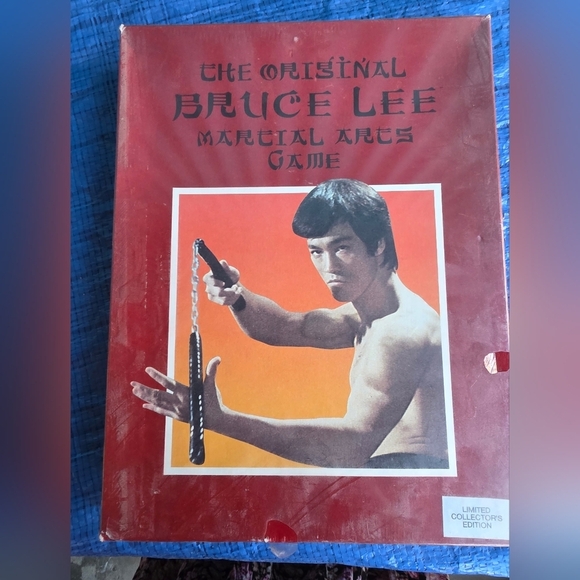 THE ORIGINAL
BRUCE LEE
MARTIAL ARTS
GAME
LIMITED
COLLECTOR'S
EDITION